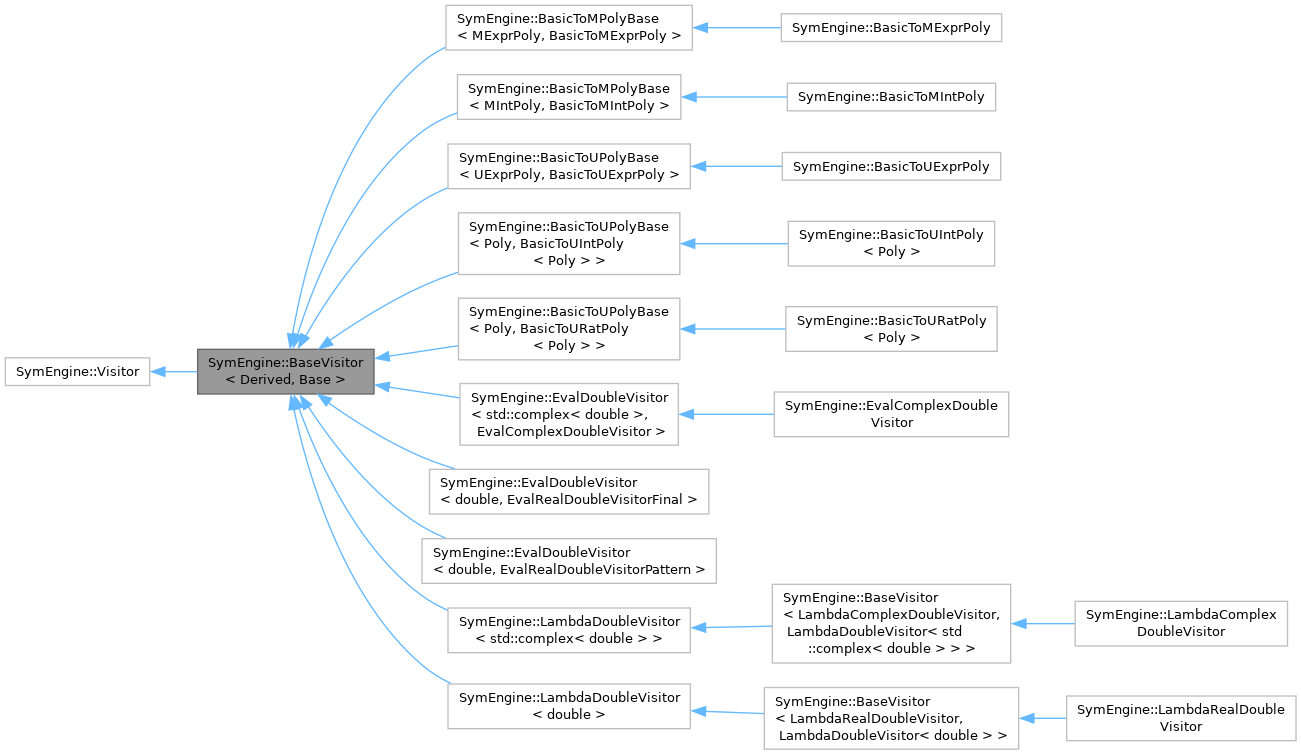 SymEngine::BasicToMPolyBase
< MExprPoly, BasicToMExprPoly >
SymEngine::BasicToMExprPoly
SymEngine::BasicToMPolyBase
< MIntPoly, BasicToMIntPoly >
SymEngine::BasicToMIntPoly
SymEngine::BasicToUPolyBase
< UExprPoly, BasicToUExprPoly >
SymEngine::BasicToUExprPoly
SymEngine::BasicToUPolyBase
< Poly, BasicToUIntPoly
< Poly > >
SymEngine::BasicToUIntPoly
< Poly >
SymEngine::BasicToUPolyBase
< Poly, BasicToURatPoly
< Poly > >
SymEngine::BasicToURatPoly
< Poly >
SymEngine::Visitor
SymEngine::BaseVisitor
< Derived, Base >
SymEngine::EvalDoubleVisitor
< std::complex< double >,
EvalComplexDoubleVisitor >
SymEngine::EvalComplexDouble
Visitor
SymEngine::EvalDoubleVisitor
< double, EvalRealDoubleVisitorFinal >
SymEngine::EvalDoubleVisitor
< double, EvalRealDoubleVisitorPattern >
SymEngine::LambdaDoubleVisitor
< std::complex< double > >
SymEngine::BaseVisitor
< LambdaComplexDoubleVisitor,
LambdaDoubleVisitor< std
::complex< double > > >
SymEngine::LambdaComplex
DoubleVisitor
SymEngine::LambdaDoubleVisitor
< double >
SymEngine::BaseVisitor
< LambdaRealDoubleVisitor,
LambdaDoubleVisitor< double > >
SymEngine::LambdaRealDouble
Visitor